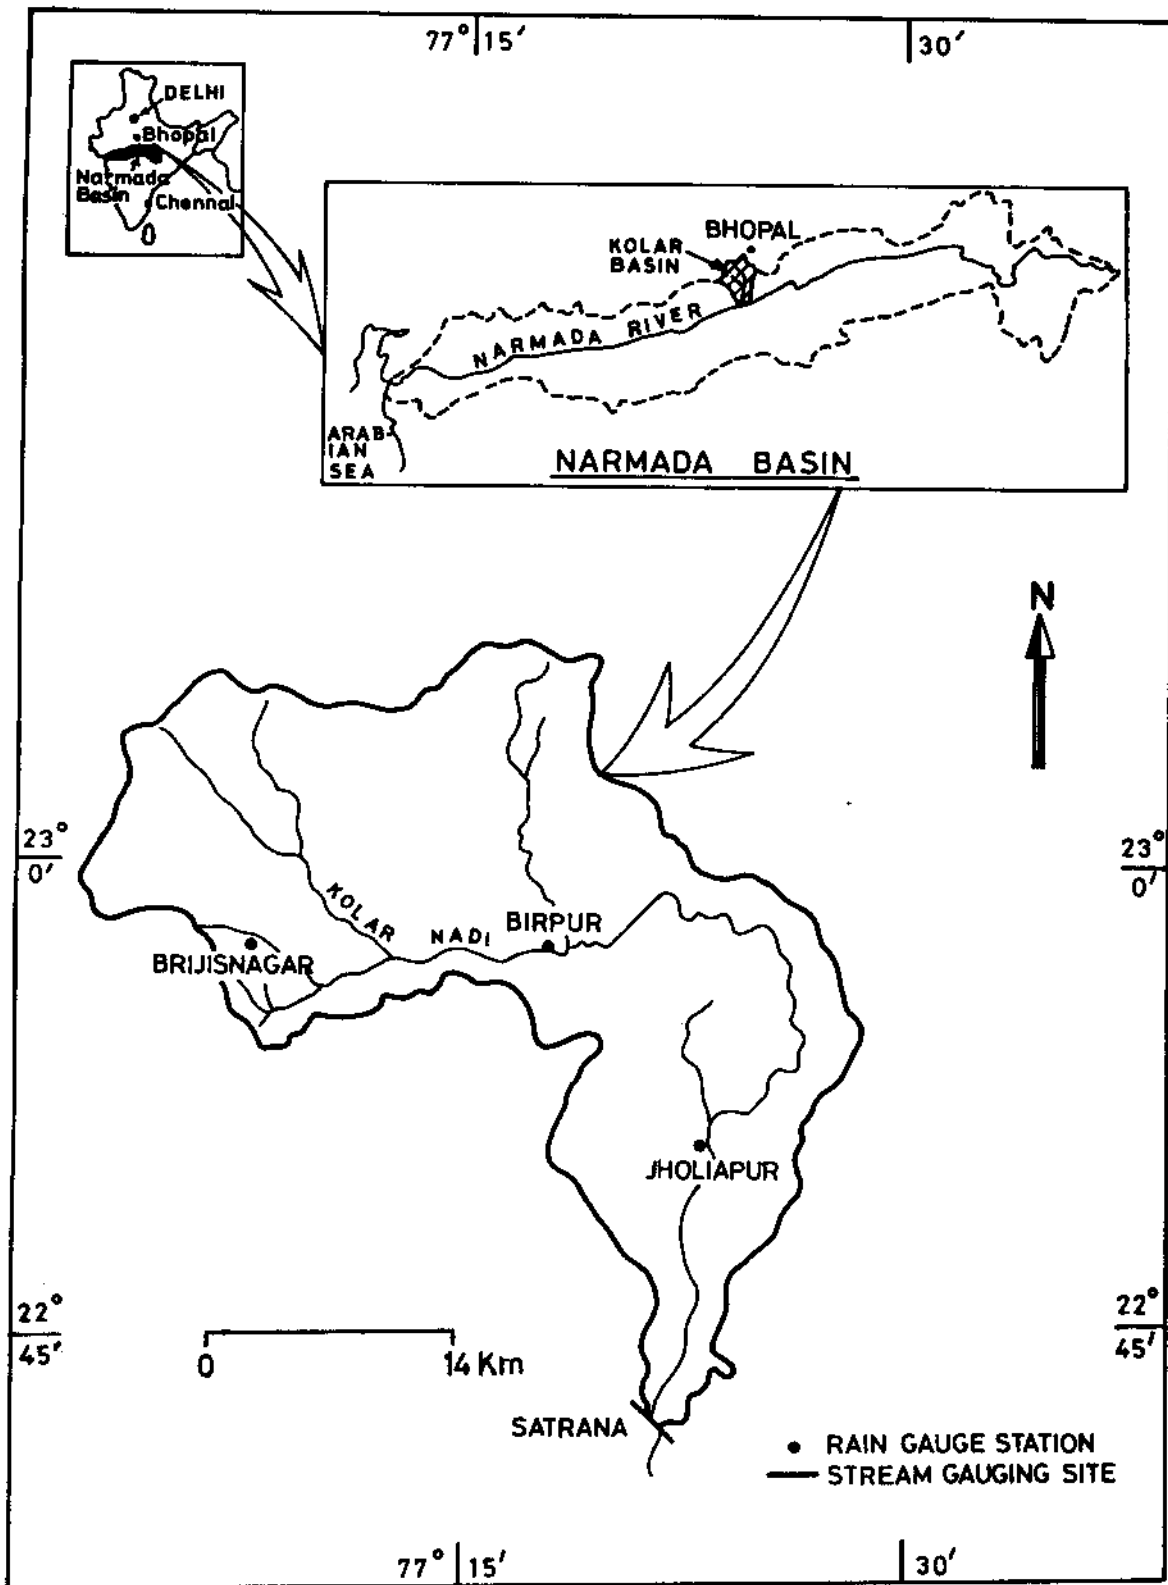 77° 15'
30'
DELHI
Bhopal
Narmada
Basin
Chennai
BHOPAL
KOLAR
BASIN
NARMADA RIVER
ARAB-
IAN
SEA
NARMADA BASIN
N
23°
0'
23°
0'
KOLAR NADI
BIRPUR
BRIJISNAGAR
JHOLIAPUR
22°
45'
22°
45'
0
14 Km
SATRANA
RAIN GAUGE STATION
STREAM GAUGING SITE
77° 15'
30'